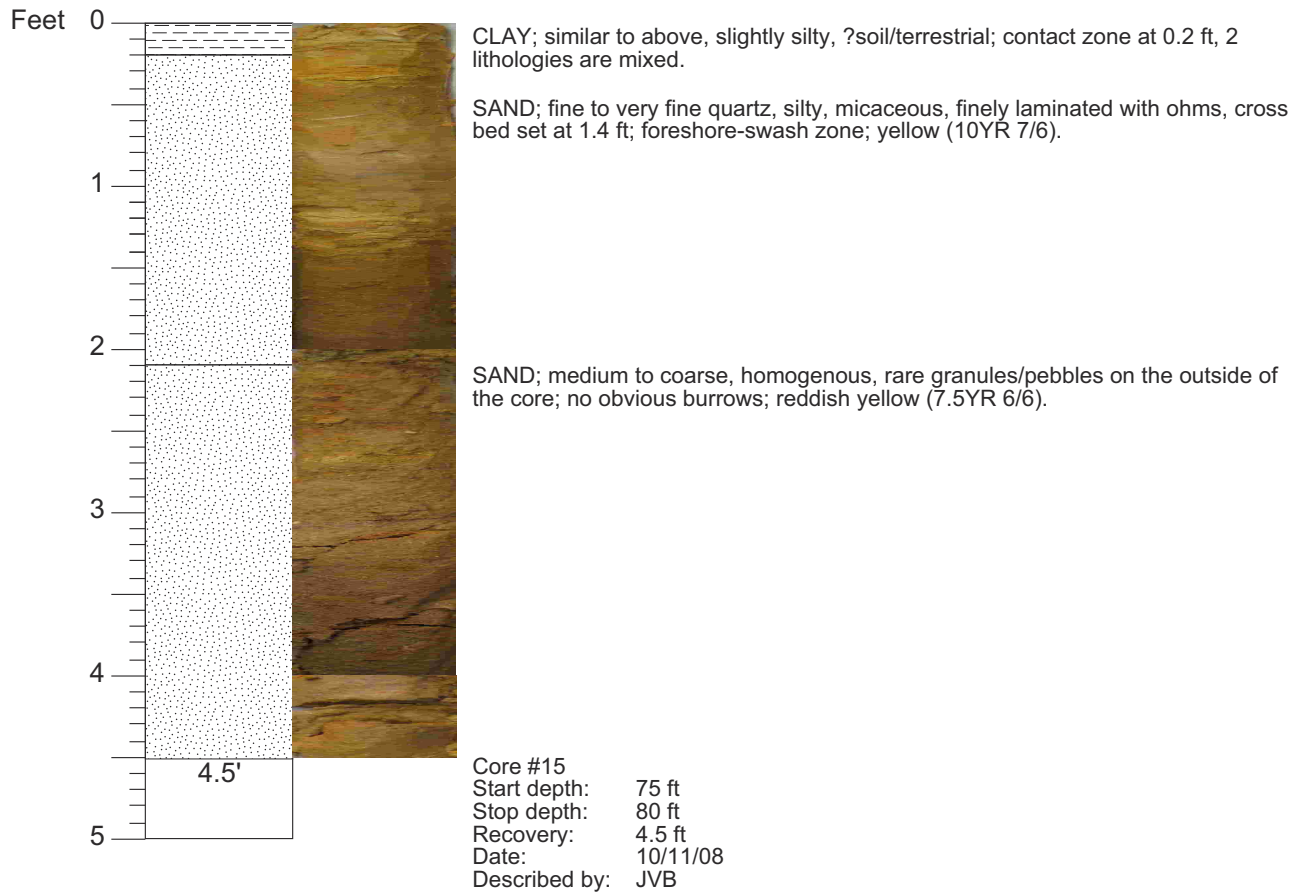 Feet 0
CLAY; similar to above, slightly silty, ?soil/terrestrial; contact zone at 0.2 ft, 2
lithologies are mixed.
SAND; fine to very fine quartz, silty, micaceous, finely laminated with ohms, cross
bed set at 1.4 ft; foreshore-swash zone; yellow (10YR 7/6).
1
2
SAND; medium to coarse, homogenous, rare granules/pebbles on the outside of
the core; no obvious burrows; reddish yellow (7.5YR 6/6).
3
4
4.5'
5
Core #15
Start depth: 75 ft
Stop depth: 80 ft
Recovery: 4.5 ft
Date: 10/11/08
Described by: JVB